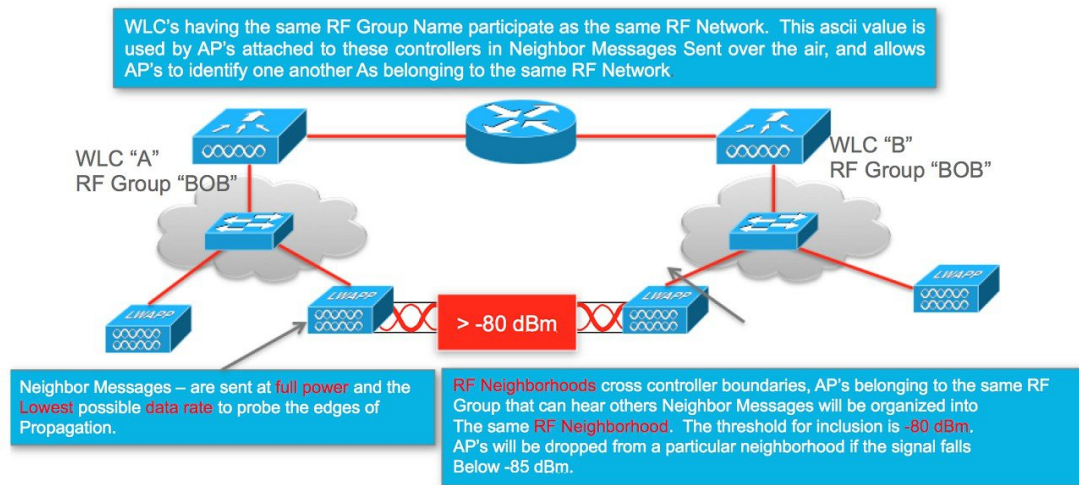 WLC's having the same RF Group Name participate as the same RF Network. This ascii value is
used by AP's attached to these controllers in Neighbor Messages Sent over the air, and allows
AP's to identify one another As belonging to the same RF Network.
WLC "A"
RF Group "BOB"
WLC "B"
RF Group "BOB"
LWAPP
LWAPP
> -80 dBm
LWAPP
LWAPP
Neighbor Messages – are sent at full power and the
Lowest possible data rate to probe the edges of
Propagation.
RF Neighborhoods cross controller boundaries, AP's belonging to the same RF
Group that can hear others Neighbor Messages will be organized into
The same RF Neighborhood. The threshold for inclusion is -80 dBm.
AP's will be dropped from a particular neighborhood if the signal falls
Below -85 dBm.